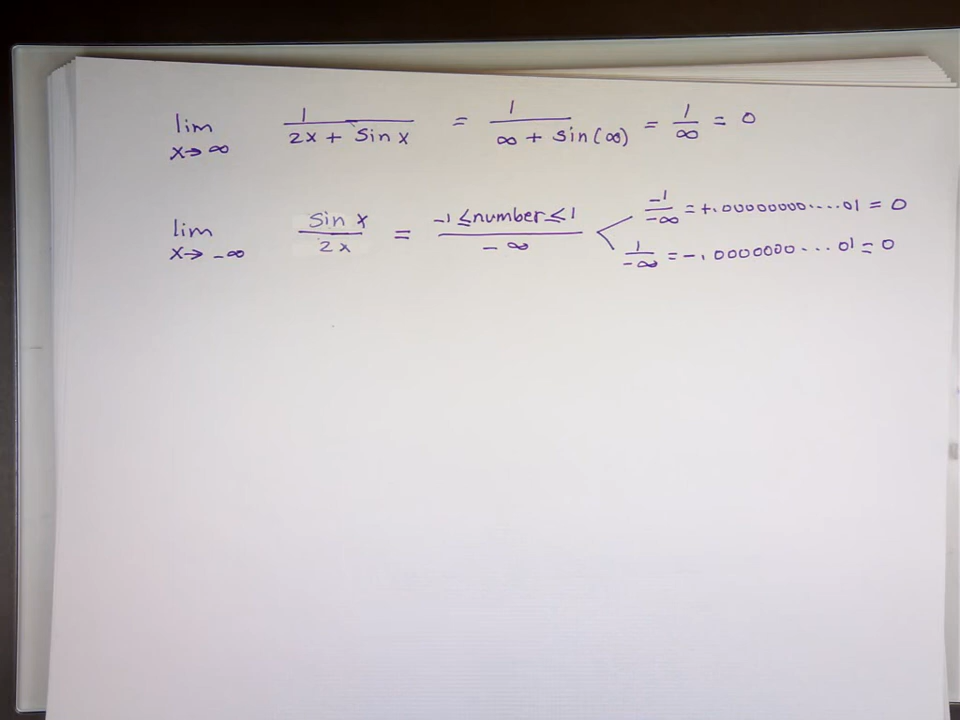 lim x→∞ 1/(2x + Sin x) = 1/(∞ + Sin(∞)) = 1/∞ = 0
lim x→ -∞ Sin x/2x = -1 ≤ number ≤ 1/-∞ < -1/-∞ = +.00000000....01 = 0
1/-∞ = -.0000000...01 = 0